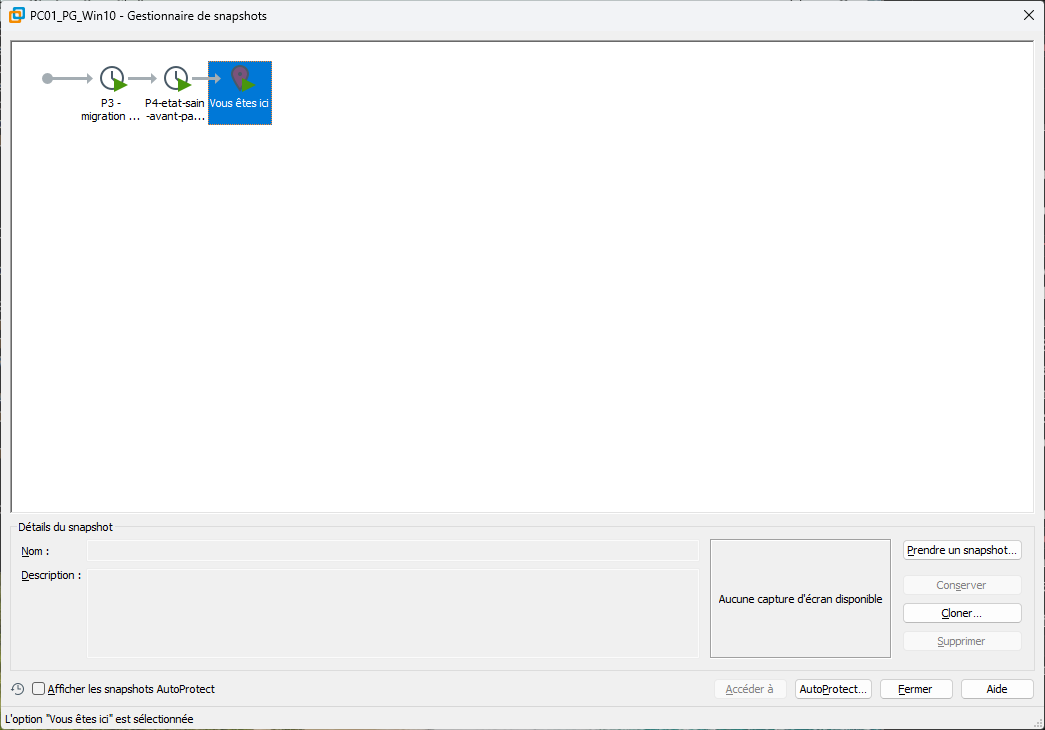 PC01_PG_Win10 - Gestionnaire de snapshots
P3 -
migration ...
P4-etat-sain
-avant-pa...
Vous êtes ici
Détails du snapshot
Nom :
Description :
Aucune capture d'écran disponible
Prendre un snapshot...
Conserver
Cloner...
Supprimer
Afficher les snapshots AutoProtect
Accéder à
AutoProtect...
Fermer
Aide
L'option "Vous êtes ici" est sélectionnée